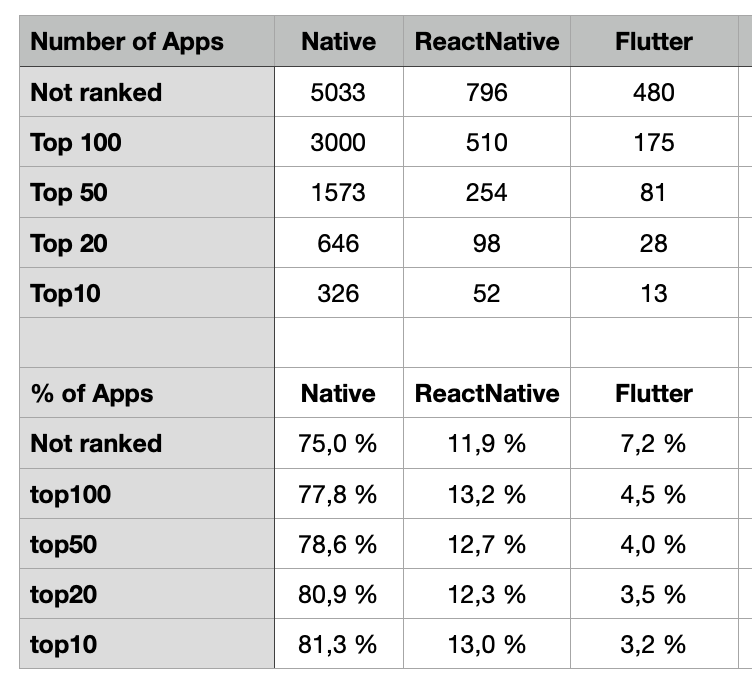 Number of Apps Native ReactNative Flutter
Not ranked 5033 796 480
Top 100 3000 510 175
Top 50 1573 254 81
Top 20 646 98 28
Top10 326 52 13
% of Apps Native ReactNative Flutter
Not ranked 75,0 % 11,9 % 7,2 %
top100 77,8 % 13,2 % 4,5 %
top50 78,6 % 12,7 % 4,0 %
top20 80,9 % 12,3 % 3,5 %
top10 81,3 % 13,0 % 3,2 %